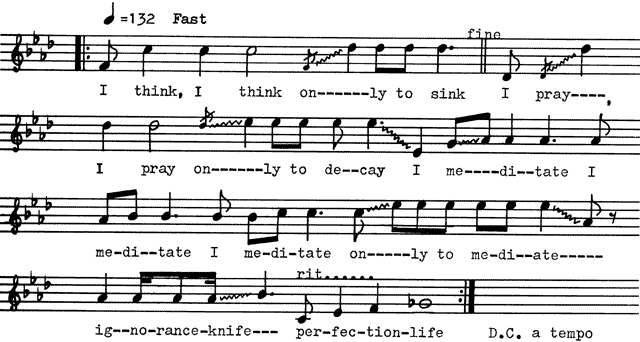 ♩=132 Fast
fine
I think, I think on------ly to sink I pray----,
I pray on------ly to de--cay I me----di--tate I
me-di--tate I me-di-tate on----ly to medi--ate-----
rit......
ig--no-rance-knife--- per-fec-tion-life D.C. a tempo